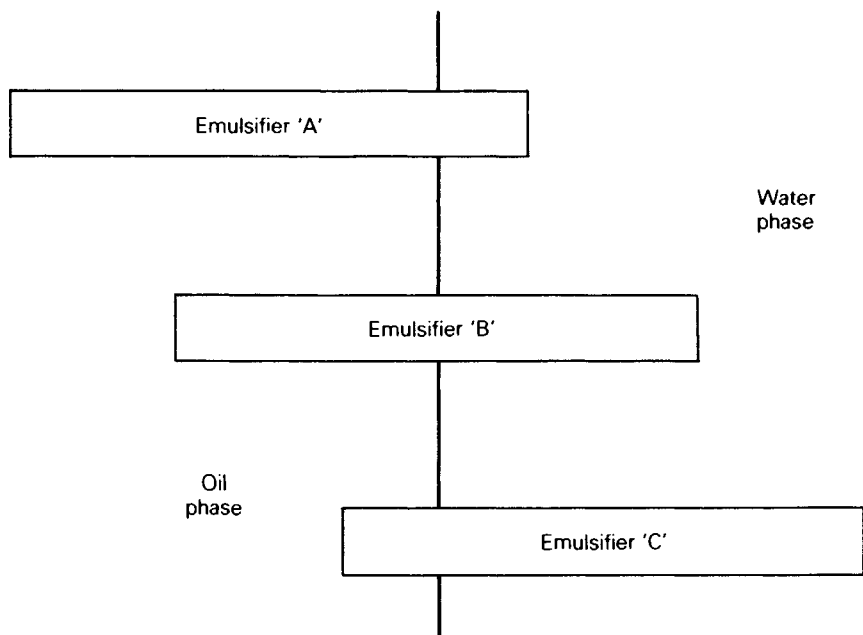 Emulsifier 'A'
Water
phase
Emulsifier 'B'
Oil
phase
Emulsifier 'C'